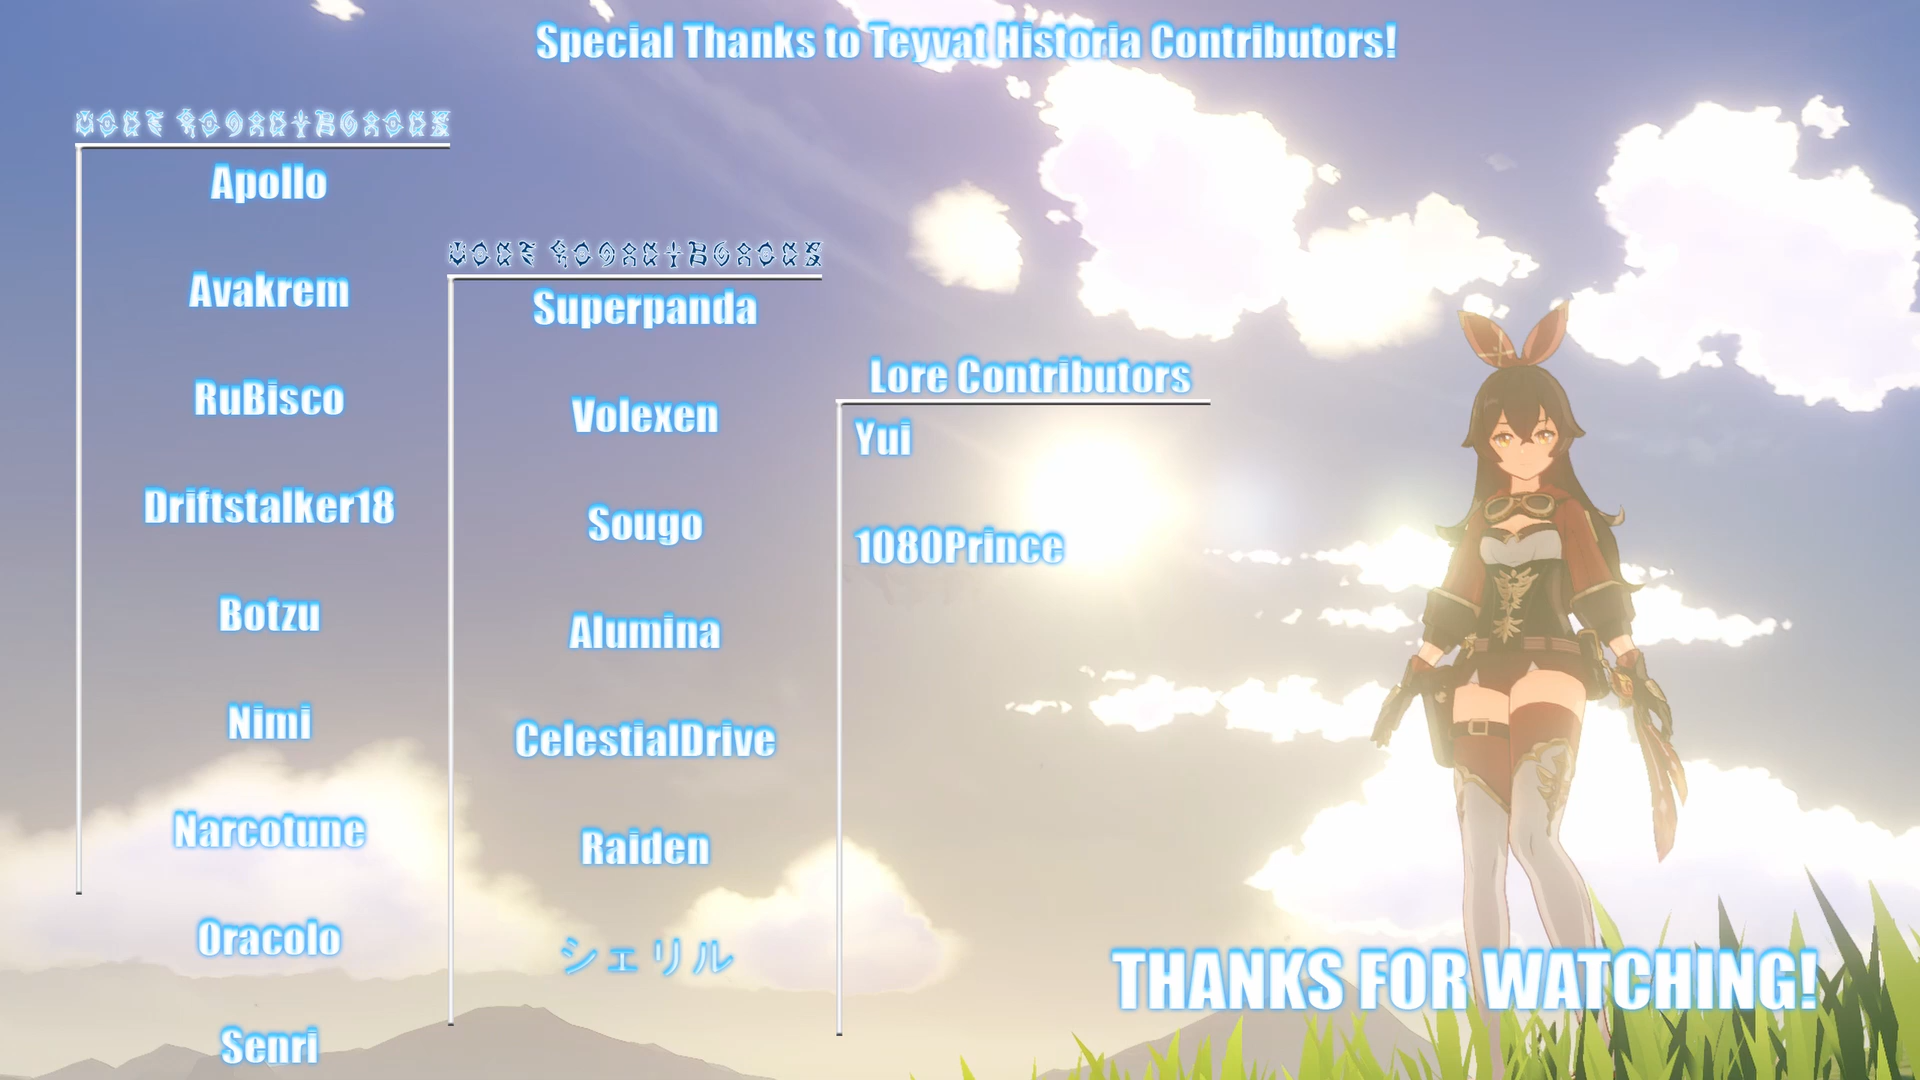 Special Thanks to Teyvat Historia Contributors!
Apollo
Avakrem
RuBisco
Driftstalker18
Botzu
Nimi
Narcotune
Oracolo
Senri
Superpanda
Volexen
Sougo
Alumina
CelestialDrive
Raiden
シェリル
Lore Contributors
Yui
1080Prince
THANKS FOR WATCHING!